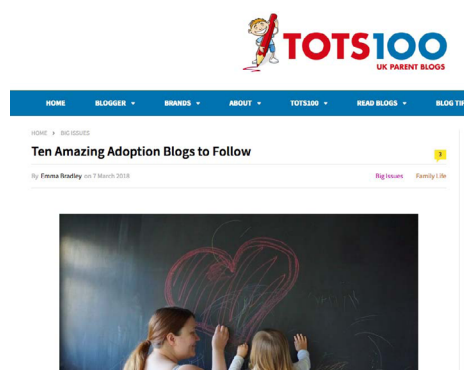 TOTS100
UK PARENT BLOGS
HOME BLOGGER BRANDS ABOUT TOTS100 READ BLOGS BLOG TIP
HOME > BIG ISSUES
Ten Amazing Adoption Blogs to Follow
3
By Emma Bradley on 7 March 2018 Big Issues Family Life